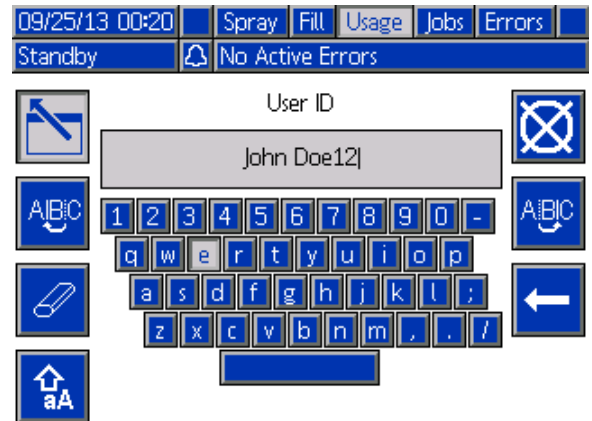 09/25/13 00:20 Spray Fill Usage Jobs Errors
Standby No Active Errors
User ID
John Doe12
ABC 1 2 3 4 5 6 7 8 9 0 - ABC
q w e r t y u i o p
a s d f g h j k l ;
z x c v b n m , . /
aA